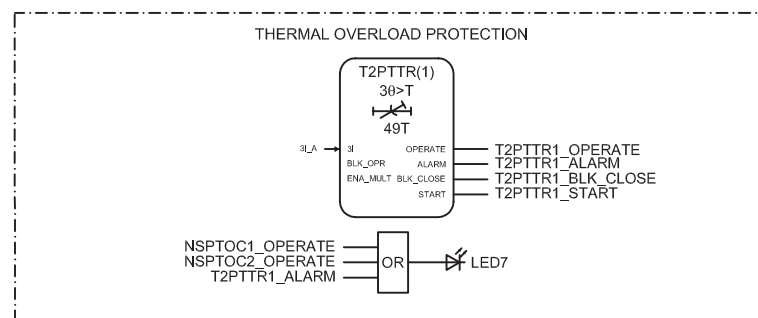 THERMAL OVERLOAD PROTECTION
T2PTTR(1)
3θ>T
49T
3I_A 3I OPERATE T2PTTR1_OPERATE
BLK_OPR ALARM T2PTTR1_ALARM
ENA_MULT BLK_CLOSE T2PTTR1_BLK_CLOSE
START T2PTTR1_START
NSPTOC1_OPERATE
NSPTOC2_OPERATE OR LED7
T2PTTR1_ALARM